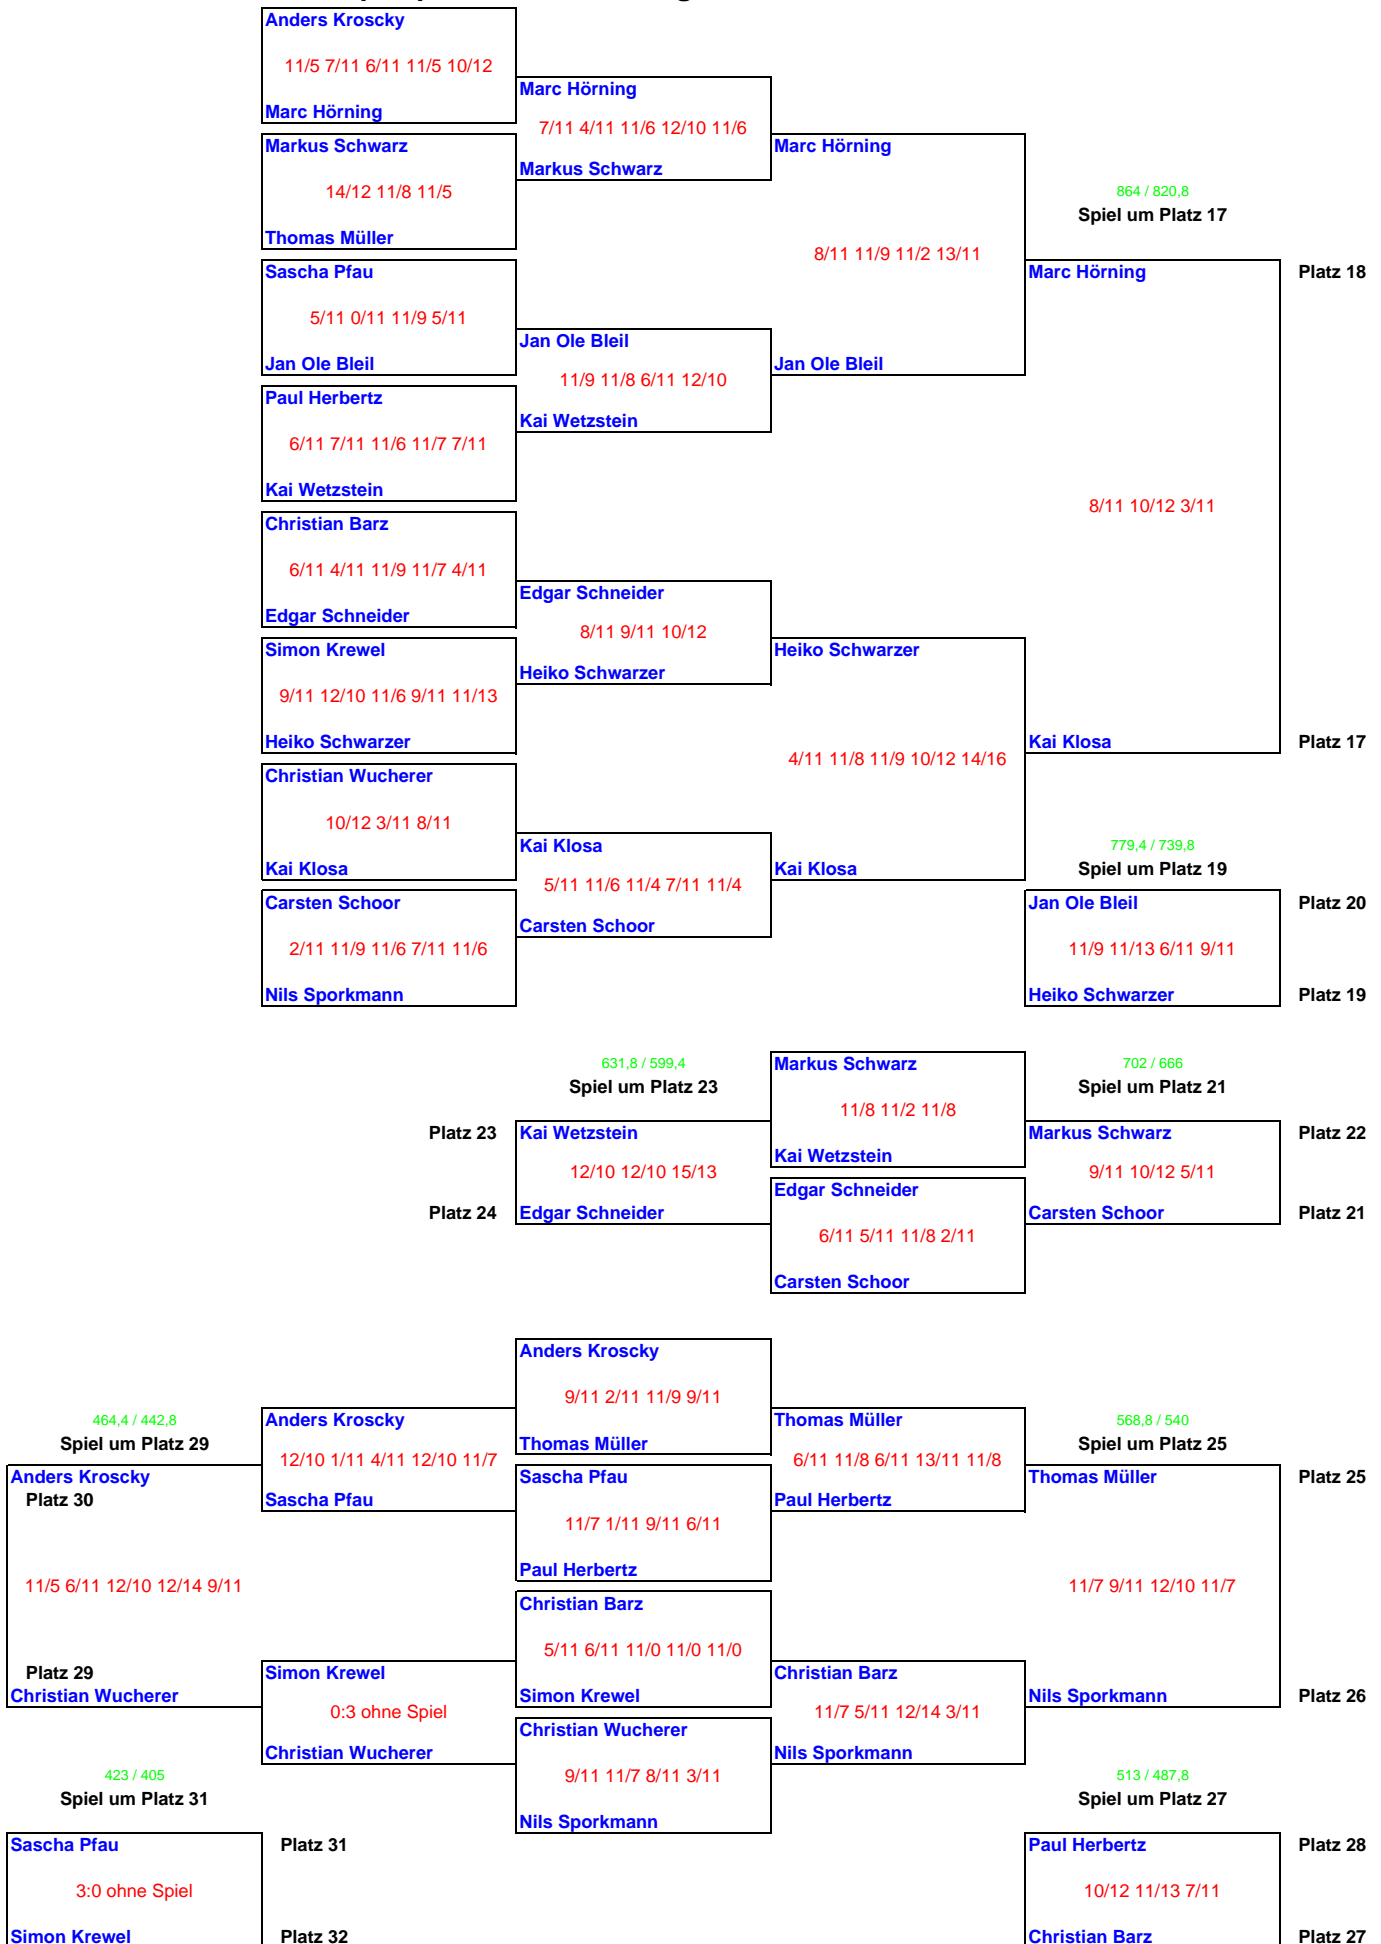 Anders Kroscky
11/5 7/11 6/11 11/5 10/12
Marc Hörning
Markus Schwarz
14/12 11/8 11/5
Thomas Müller
Sascha Pfau
5/11 0/11 11/9 5/11
Jan Ole Bleil
Paul Herbertz
6/11 7/11 11/6 11/7 7/11
Kai Wetzstein
Christian Barz
6/11 4/11 11/9 11/7 4/11
Edgar Schneider
Simon Krewel
9/11 12/10 11/6 9/11 11/13
Heiko Schwarzer
Christian Wucherer
10/12 3/11 8/11
Kai Klosa
Carsten Schoor
2/11 11/9 11/6 7/11 11/6
Nils Sporkmann
Marc Hörning
7/11 4/11 11/6 12/10 11/6
Markus Schwarz
Jan Ole Bleil
11/9 11/8 6/11 12/10
Kai Wetzstein
Edgar Schneider
8/11 9/11 10/12
Heiko Schwarzer
Kai Klosa
5/11 11/6 11/4 7/11 11/4
Carsten Schoor
Marc Hörning
8/11 11/9 11/2 13/11
Jan Ole Bleil
Heiko Schwarzer
4/11 11/8 11/9 10/12 14/16
Kai Klosa
864 / 820,8
Spiel um Platz 17
Marc Hörning Platz 18
8/11 10/12 3/11
Kai Klosa Platz 17
779,4 / 739,8
Spiel um Platz 19
Jan Ole Bleil Platz 20
11/9 11/13 6/11 9/11
Heiko Schwarzer Platz 19
631,8 / 599,4
Spiel um Platz 23
Platz 23 Kai Wetzstein
12/10 12/10 15/13
Platz 24 Edgar Schneider
Markus Schwarz
11/8 11/2 11/8
Kai Wetzstein
Edgar Schneider
6/11 5/11 11/8 2/11
Carsten Schoor
702 / 666
Spiel um Platz 21
Markus Schwarz Platz 22
9/11 10/12 5/11
Carsten Schoor Platz 21
Anders Kroscky
9/11 2/11 11/9 9/11
Thomas Müller
Sascha Pfau
11/7 1/11 9/11 6/11
Paul Herbertz
Christian Barz
5/11 6/11 11/0 11/0 11/0
Simon Krewel
Christian Wucherer
9/11 11/7 8/11 3/11
Nils Sporkmann
Anders Kroscky
12/10 1/11 4/11 12/10 11/7
Sascha Pfau
Simon Krewel
0:3 ohne Spiel
Christian Wucherer
464,4 / 442,8
Spiel um Platz 29
Anders Kroscky
Platz 30
11/5 6/11 12/10 12/14 9/11
Platz 29
Christian Wucherer
423 / 405
Spiel um Platz 31
Sascha Pfau Platz 31
3:0 ohne Spiel
Simon Krewel Platz 32
Thomas Müller
6/11 11/8 6/11 13/11 11/8
Paul Herbertz
Christian Barz
11/7 5/11 12/14 3/11
Nils Sporkmann
568,8 / 540
Spiel um Platz 25
Thomas Müller Platz 25
11/7 9/11 12/10 11/7
Nils Sporkmann Platz 26
513 / 487,8
Spiel um Platz 27
Paul Herbertz Platz 28
10/12 11/13 7/11
Christian Barz Platz 27